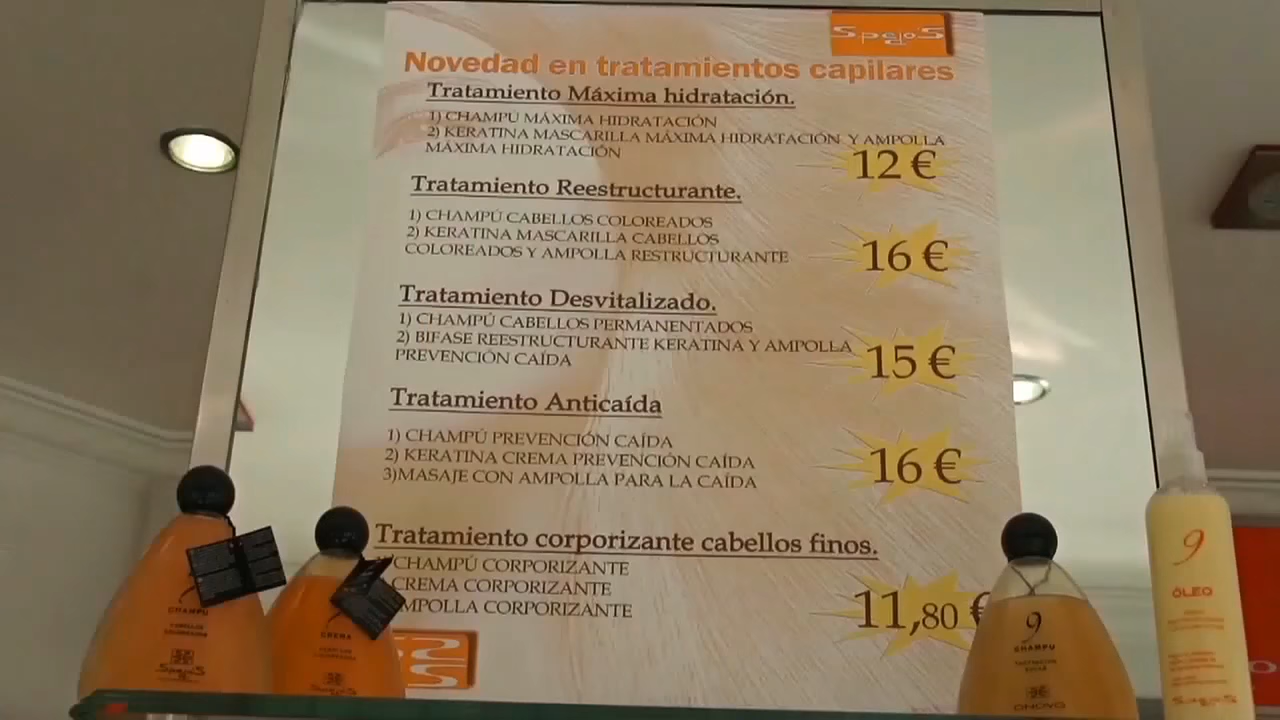 Spejo'S
Novedad en tratamientos capilares
Tratamiento Máxima hidratación.
1) CHAMPÚ MÁXIMA HIDRATACIÓN
2) KERATINA MASCARILLA MÁXIMA HIDRATACIÓN Y AMPOLLA
MÁXIMA HIDRATACIÓN
12 €
Tratamiento Reestructurante.
1) CHAMPÚ CABELLOS COLOREADOS
2) KERATINA MASCARILLA CABELLOS
COLOREADOS Y AMPOLLA RESTRUCTURANTE
16 €
Tratamiento Desvitalizado.
1) CHAMPÚ CABELLOS PERMANENTADOS
2) BIFASE REESTRUCTURANTE KERATINA Y AMPOLLA
PREVENCIÓN CAÍDA
15 €
Tratamiento Anticaída
1) CHAMPÚ PREVENCIÓN CAÍDA
2) KERATINA CREMA PREVENCIÓN CAÍDA
3)MASAJE CON AMPOLLA PARA LA CAÍDA
16 €
Tratamiento corporizante cabellos finos.
CHAMPÚ CORPORIZANTE
CREMA CORPORIZANTE
MPOLLA CORPORIZANTE
11,80 €
CHAMPU
CREMA
9
CHAMPU
9
ÓLEO